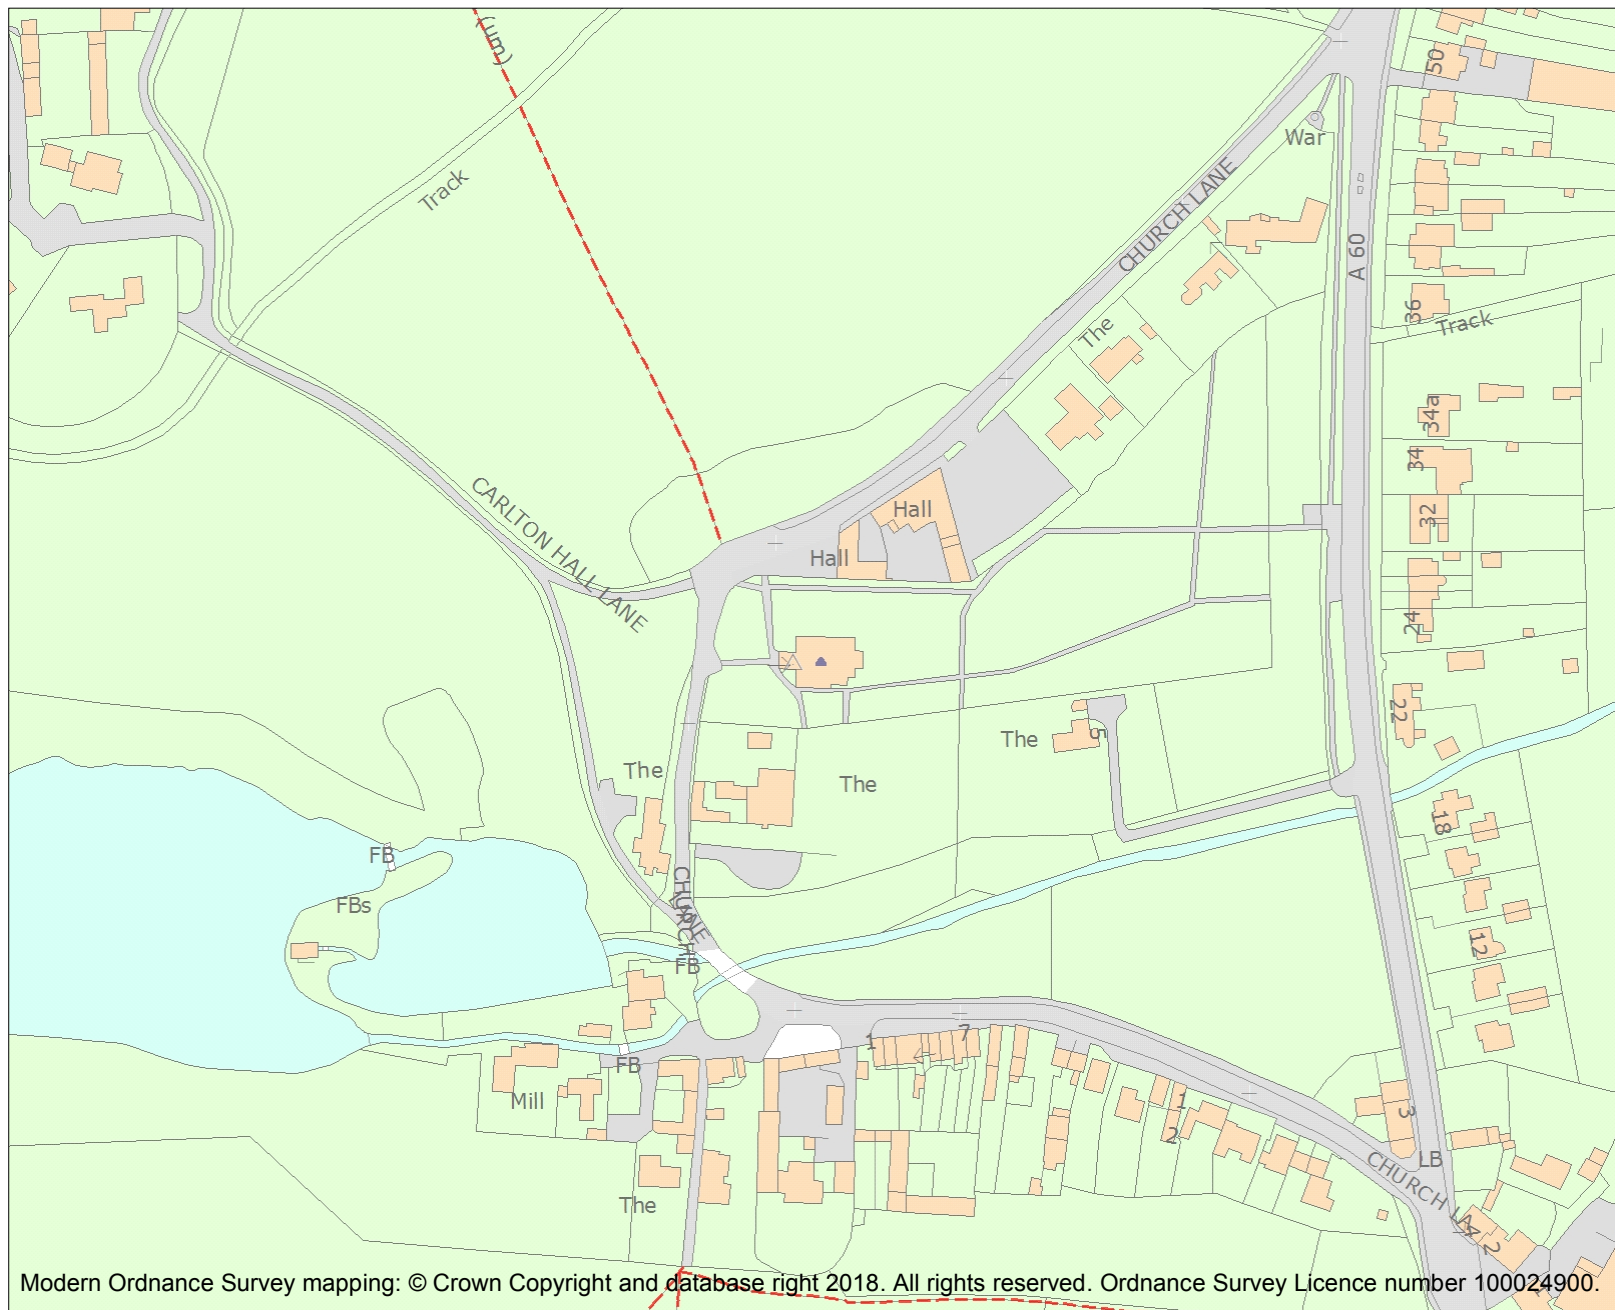 (um)
50
War
Track
CHURCH LANE
A 60
36
Track
The
34a
34
CARLTON HALL LANE
Hall
32
Hall
24
22
The
5
The
The
18
FB
CHURCH
LANE
FBs
12
FB
1
7
FB
Mill
1
2
3
LB
CHURCH LA
The
2
Modern Ordnance Survey mapping: © Crown Copyright and database right 2018. All rights reserved. Ordnance Survey Licence number 100024900.